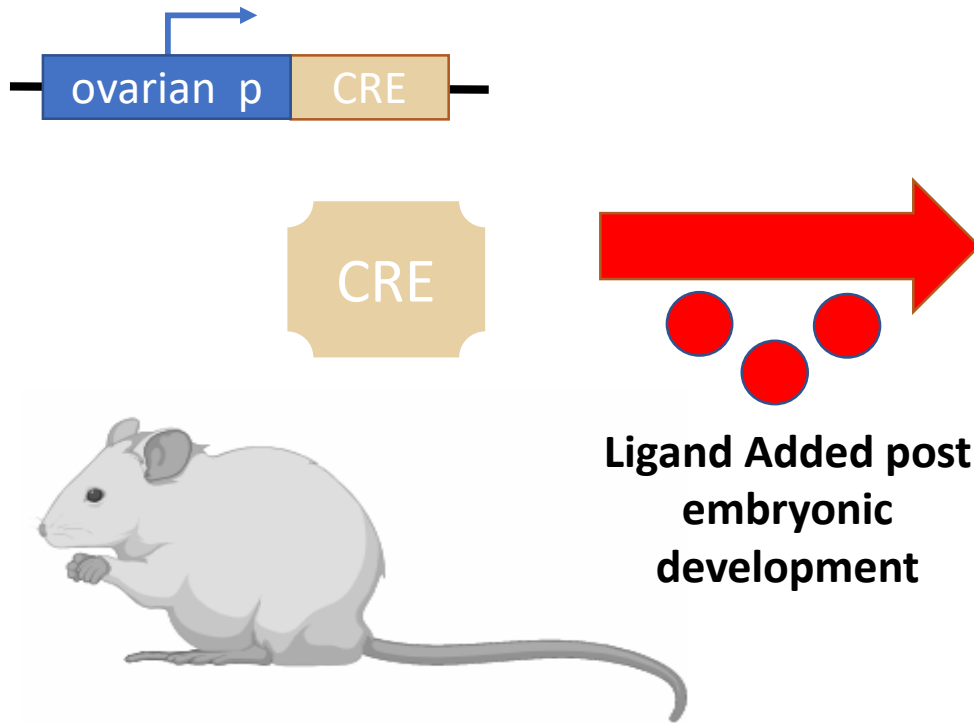 ovarian p CRE
CRE
Ligand Added post
embryonic
development